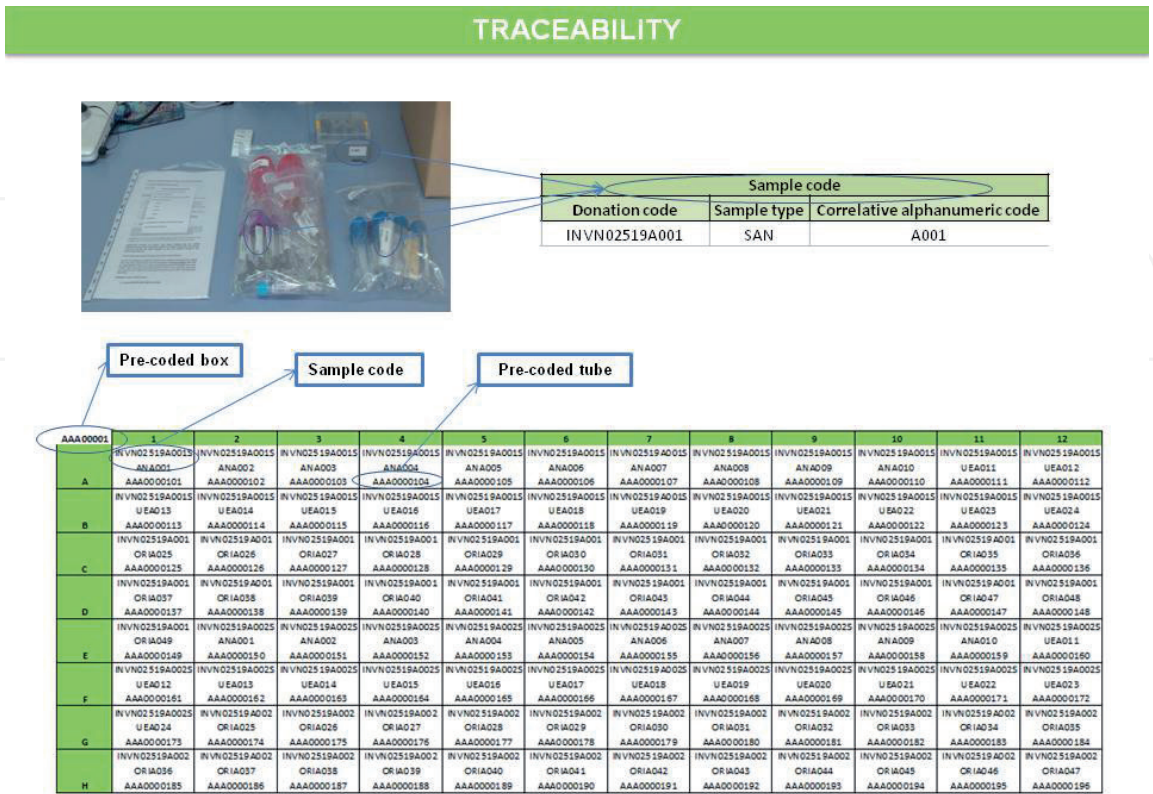 TRACEABILITY
Sample code
Donation code Sample type Correlative alphanumeric code
INVN02519A001 SAN A001
Pre-coded box
Sample code
Pre-coded tube
AAA00001 1 2 3 4 5 6 7 8 9 10 11 12
INVN02519A001S INVN02519A001S INVN02519A001S INVN02519A001S INVN02519A001S INVN02519A001S INVN02519A001S INVN02519A001S INVN02519A001S INVN02519A001S INVN02519A001S INVN02519A001S
ANA001 ANA002 ANA003 ANA004 ANA005 ANA006 ANA007 ANA008 ANA009 ANA010 UEA011 UEA012
A AAA0000101 AAA0000102 AAA0000103 AAA0000104 AAA0000105 AAA0000106 AAA0000107 AAA0000108 AAA0000109 AAA0000110 AAA0000111 AAA0000112
INVN02519A001S INVN02519A001S INVN02519A001S INVN02519A001S INVN02519A001S INVN02519A001S INVN02519A001S INVN02519A001S INVN02519A001S INVN02519A001S INVN02519A001S INVN02519A001S
UEA013 UEA014 UEA015 UEA016 UEA017 UEA018 UEA019 UEA020 UEA021 UEA022 UEA023 UEA024
B AAA0000113 AAA0000114 AAA0000115 AAA0000116 AAA0000117 AAA0000118 AAA0000119 AAA0000120 AAA0000121 AAA0000122 AAA0000123 AAA0000124
INVN02519A001 INVN02519A001 INVN02519A001 INVN02519A001 INVN02519A001 INVN02519A001 INVN02519A001 INVN02519A001 INVN02519A001 INVN02519A001 INVN02519A001 INVN02519A001
ORIA025 ORIA026 ORIA027 ORIA028 ORIA029 ORIA030 ORIA031 ORIA032 ORIA033 ORIA034 ORIA035 ORIA036
C AAA0000125 AAA0000126 AAA0000127 AAA0000128 AAA0000129 AAA0000130 AAA0000131 AAA0000132 AAA0000133 AAA0000134 AAA0000135 AAA0000136
INVN02519A001 INVN02519A001 INVN02519A001 INVN02519A001 INVN02519A001 INVN02519A001 INVN02519A001 INVN02519A001 INVN02519A001 INVN02519A001 INVN02519A001 INVN02519A001
ORIA037 ORIA038 ORIA039 ORIA040 ORIA041 ORIA042 ORIA043 ORIA044 ORIA045 ORIA046 ORIA047 ORIA048
D AAA0000137 AAA0000138 AAA0000139 AAA0000140 AAA0000141 AAA0000142 AAA0000143 AAA0000144 AAA0000145 AAA0000146 AAA0000147 AAA0000148
INVN02519A001 INVN02519A002S INVN02519A002S INVN02519A002S INVN02519A002S INVN02519A002S INVN02519A002S INVN02519A002S INVN02519A002S INVN02519A002S INVN02519A002S INVN02519A002S
ORIA049 ANA001 ANA002 ANA003 ANA004 ANA005 ANA006 ANA007 ANA008 ANA009 ANA010 UEA011
E AAA0000149 AAA0000150 AAA0000151 AAA0000152 AAA0000153 AAA0000154 AAA0000155 AAA0000156 AAA0000157 AAA0000158 AAA0000159 AAA0000160
INVN02519A002S INVN02519A002S INVN02519A002S INVN02519A002S INVN02519A002S INVN02519A002S INVN02519A002S INVN02519A002S INVN02519A002S INVN02519A002S INVN02519A002S INVN02519A002S
UEA012 UEA013 UEA014 UEA015 UEA016 UEA017 UEA018 UEA019 UEA020 UEA021 UEA022 UEA023
F AAA0000161 AAA0000162 AAA0000163 AAA0000164 AAA0000165 AAA0000166 AAA0000167 AAA0000168 AAA0000169 AAA0000170 AAA0000171 AAA0000172
INVN02519A002S INVN02519A002 INVN02519A002 INVN02519A002 INVN02519A002 INVN02519A002 INVN02519A002 INVN02519A002 INVN02519A002 INVN02519A002 INVN02519A002 INVN02519A002
UEA024 ORIA025 ORIA026 ORIA027 ORIA028 ORIA029 ORIA030 ORIA031 ORIA032 ORIA033 ORIA034 ORIA035
G AAA0000173 AAA0000174 AAA0000175 AAA0000176 AAA0000177 AAA0000178 AAA0000179 AAA0000180 AAA0000181 AAA0000182 AAA0000183 AAA0000184
INVN02519A002 INVN02519A002 INVN02519A002 INVN02519A002 INVN02519A002 INVN02519A002 INVN02519A002 INVN02519A002 INVN02519A002 INVN02519A002 INVN02519A002 INVN02519A002
ORIA036 ORIA037 ORIA038 ORIA039 ORIA040 ORIA041 ORIA042 ORIA043 ORIA044 ORIA045 ORIA046 ORIA047
H AAA0000185 AAA0000186 AAA0000187 AAA0000188 AAA0000189 AAA0000190 AAA0000191 AAA0000192 AAA0000193 AAA0000194 AAA0000195 AAA0000196